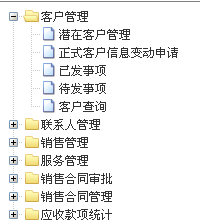 客户管理
潜在客户管理
正式客户信息变动申请
已发事项
待发事项
客户查询
联系人管理
销售管理
服务管理
销售合同审批
销售合同管理
应收款项统计